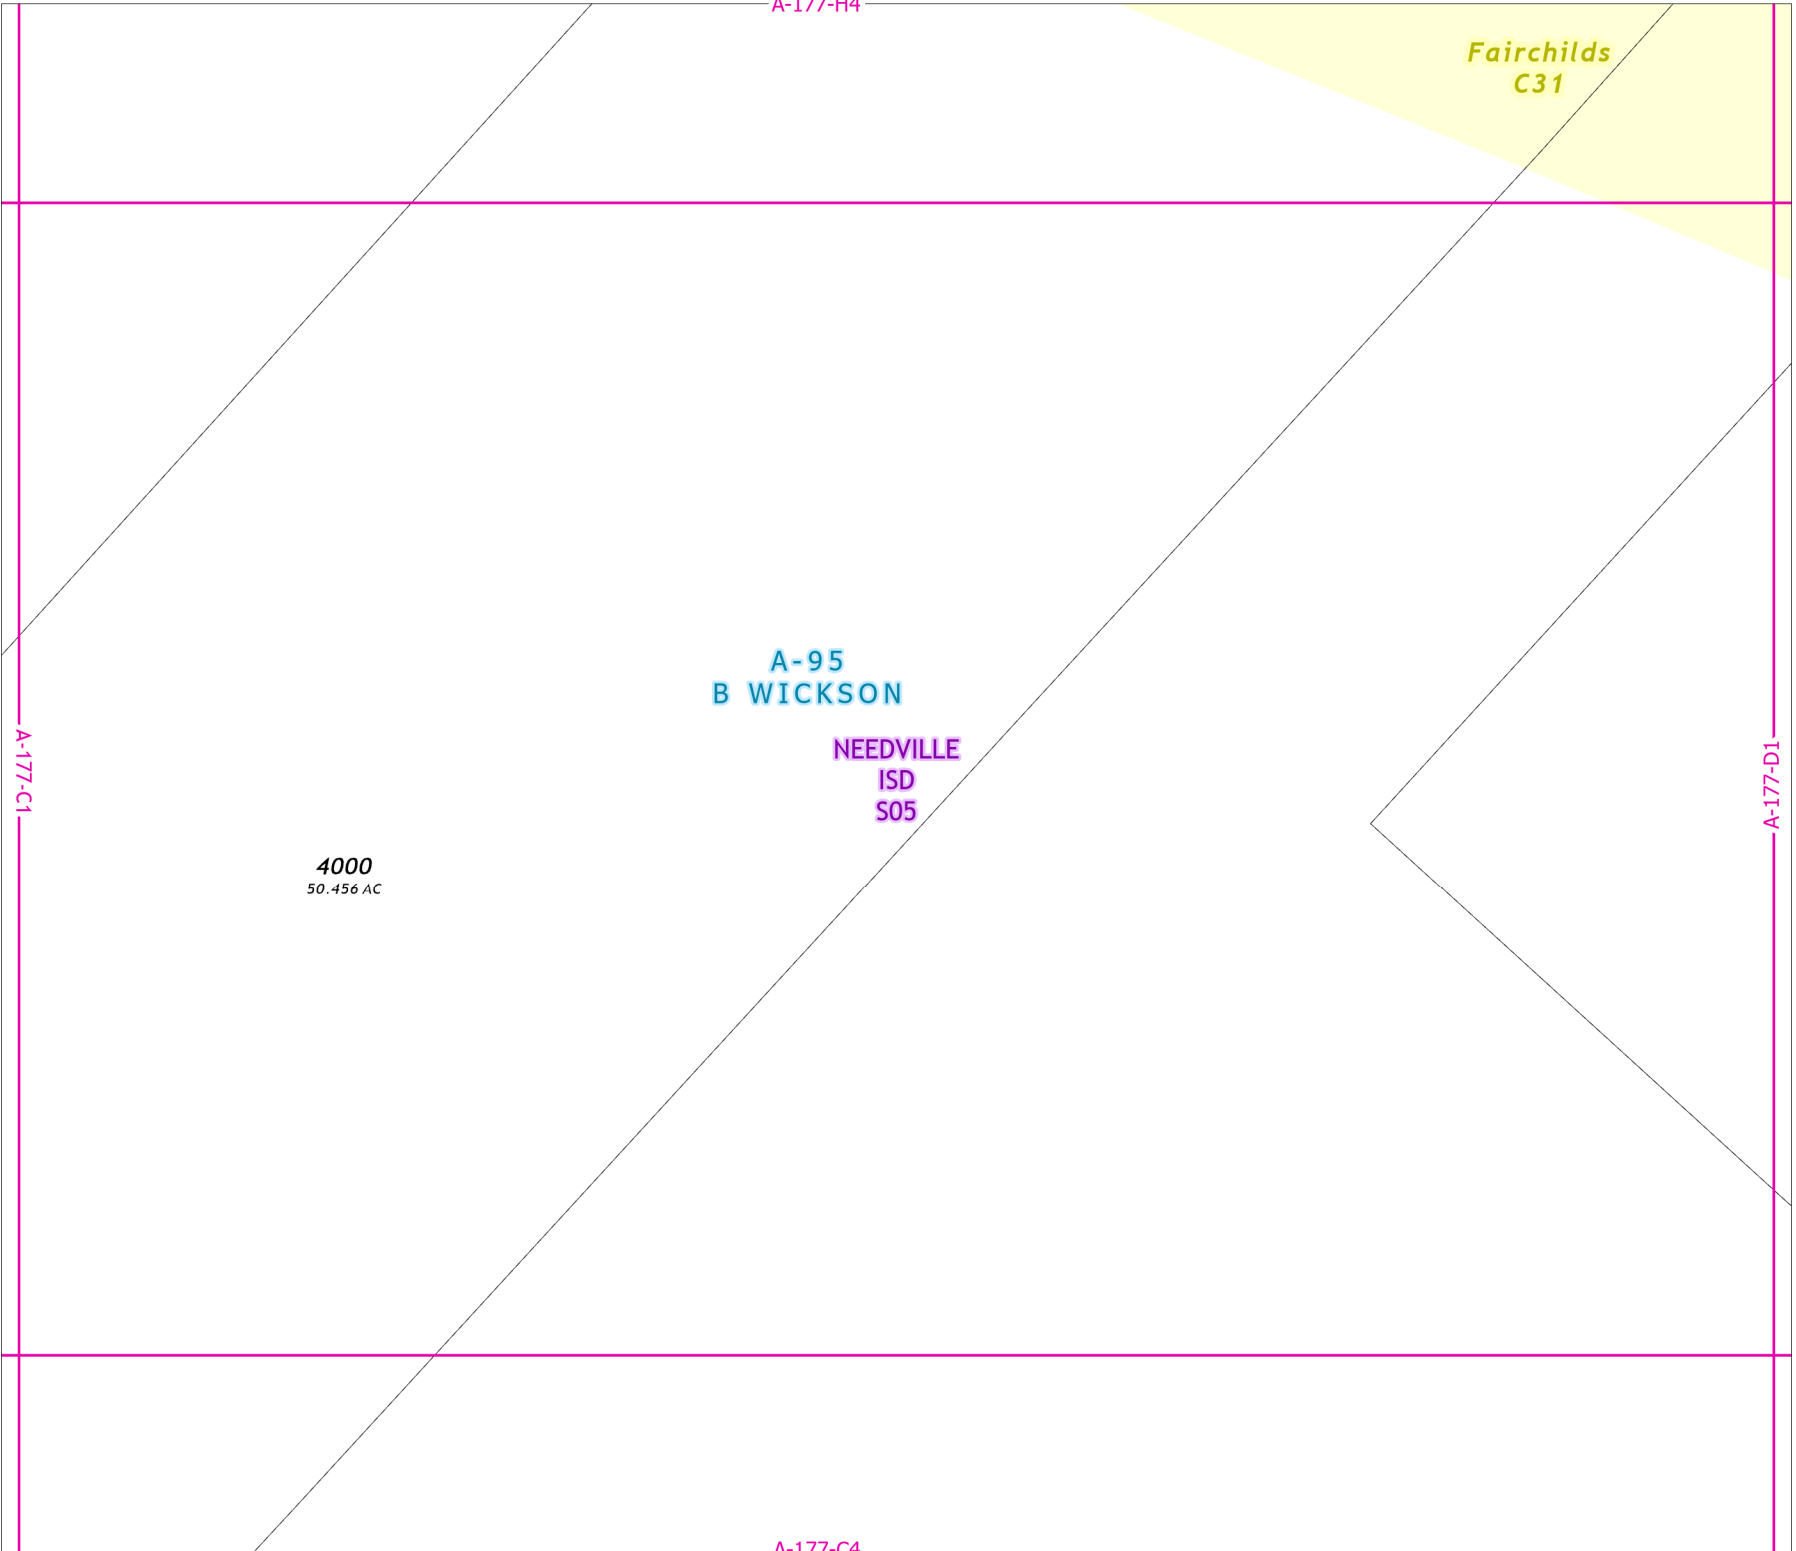 A-177-H4
Fairchilds
C31
A-95
B WICKSON
NEEDVILLE
ISD
S05
A-177-C1
A-177-D1
4000
50.456 AC
A-177-C4